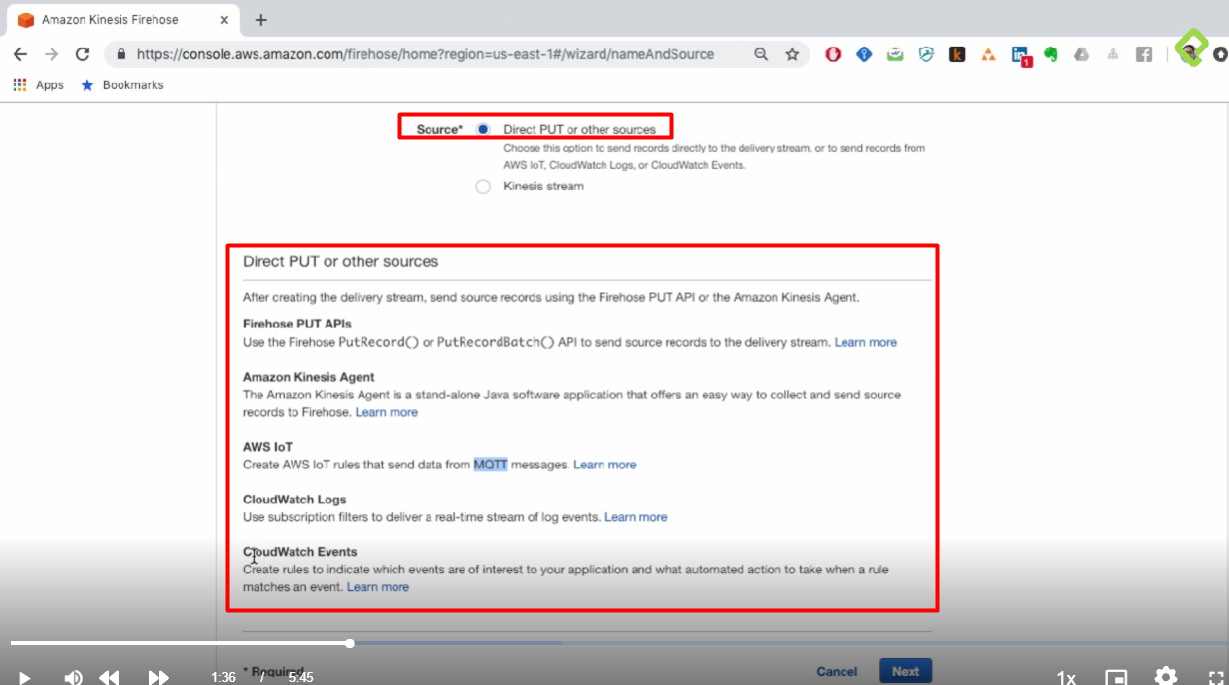 Amazon Kinesis Firehose
https://console.aws.amazon.com/firehose/home?region=us-east-1#/wizard/nameAndSource
1
Apps Bookmarks
Source* Direct PUT or other sources
Choose this option to send records directly to the delivery stream, or to send records from
AWS IoT, CloudWatch Logs, or CloudWatch Events.
Kinesis stream
Direct PUT or other sources
After creating the delivery stream, send source records using the Firehose PUT API or the Amazon Kinesis Agent.
Firehose PUT APIs
Use the Firehose PutRecord() or PutRecordBatch() API to send source records to the delivery stream. Learn more
Amazon Kinesis Agent
The Amazon Kinesis Agent is a stand-alone Java software application that offers an easy way to collect and send source
records to Firehose. Learn more
AWS IoT
Create AWS IoT rules that send data from MQTT messages. Learn more
CloudWatch Logs
Use subscription filters to deliver a real-time stream of log events. Learn more
CloudWatch Events
Create rules to indicate which events are of interest to your application and what automated action to take when a rule
matches an event. Learn more
* Required Cancel Next
1:36 / 5:45 1x